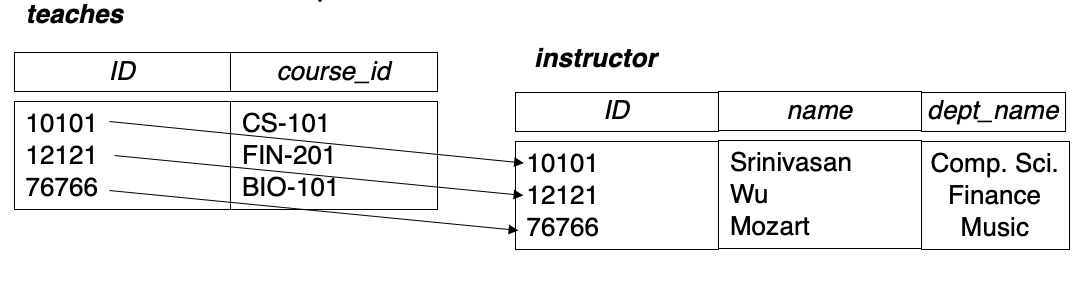 teaches
ID course_id
10101 CS-101
12121 FIN-201
76766 BIO-101
instructor
ID name dept_name
10101 Srinivasan Comp. Sci.
12121 Wu Finance
76766 Mozart Music